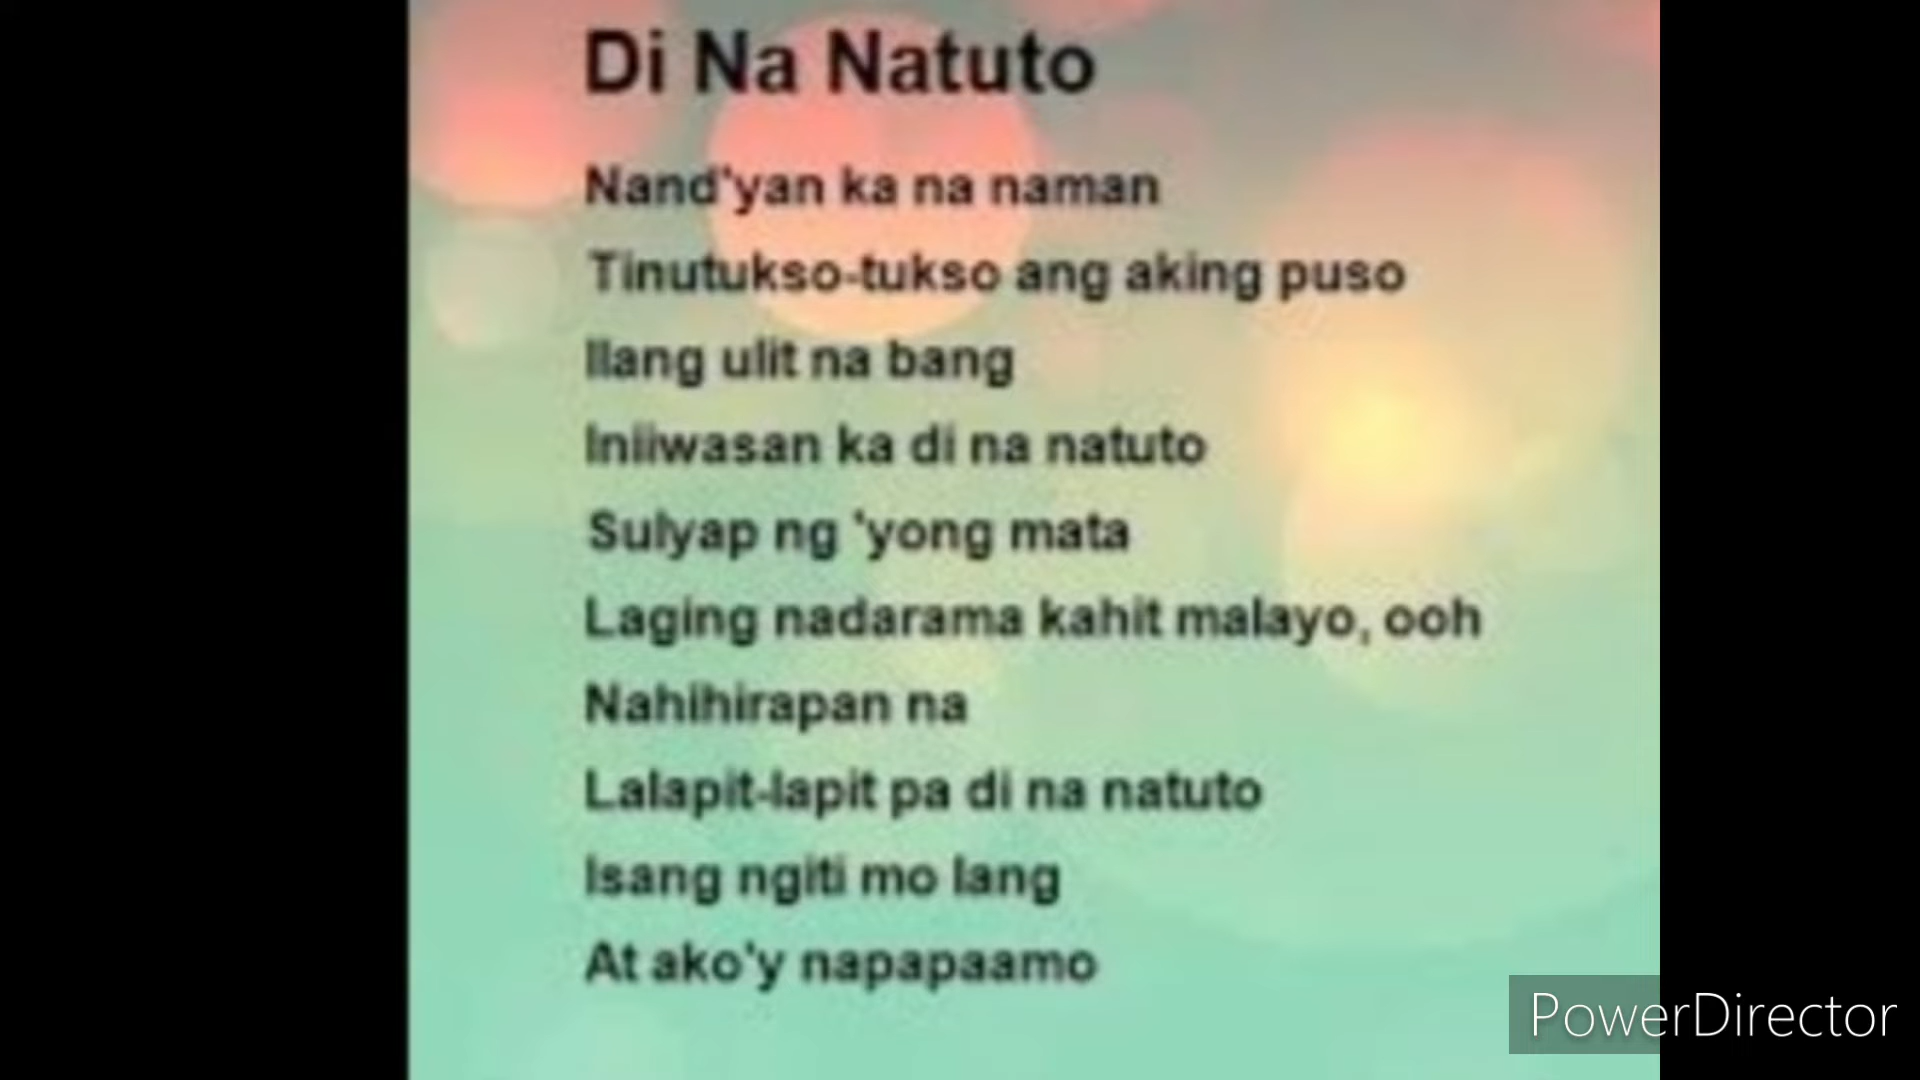 Di Na Natuto
Nand'yan ka na naman
Tinutukso-tukso ang aking puso
Ilang ulit na bang
Iniiwasan ka di na natuto
Sulyap ng 'yong mata
Laging nadarama kahit malayo, ooh
Nahihirapan na
Lalapit-lapit pa di na natuto
Isang ngiti mo lang
At ako'y napapaamo
PowerDirector